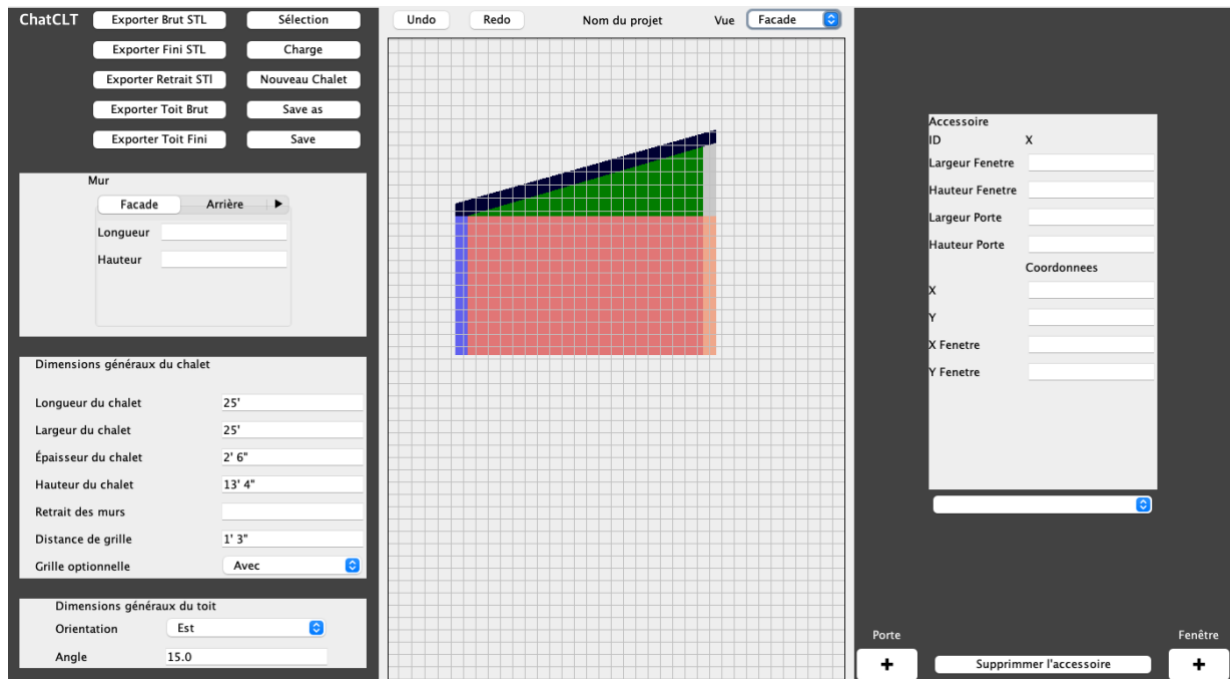 ChatCLT
Exporter Brut STL
Sélection
Exporter Fini STL
Charge
Exporter Retrait STl
Nouveau Chalet
Exporter Toit Brut
Save as
Exporter Toit Fini
Save
Mur
Facade
Arrière
Longueur
Hauteur
Dimensions généraux du chalet
Longueur du chalet 25'
Largeur du chalet 25'
Épaisseur du chalet 2' 6"
Hauteur du chalet 13' 4"
Retrait des murs
Distance de grille 1' 3"
Grille optionnelle Avec
Dimensions généraux du toit
Orientation Est
Angle 15.0
Undo Redo Nom du projet Vue Facade
Accessoire
ID X
Largeur Fenetre
Hauteur Fenetre
Largeur Porte
Hauteur Porte
Coordonnees
X
Y
X Fenetre
Y Fenetre
Porte Fenêtre
+ Supprimmer l'accessoire +